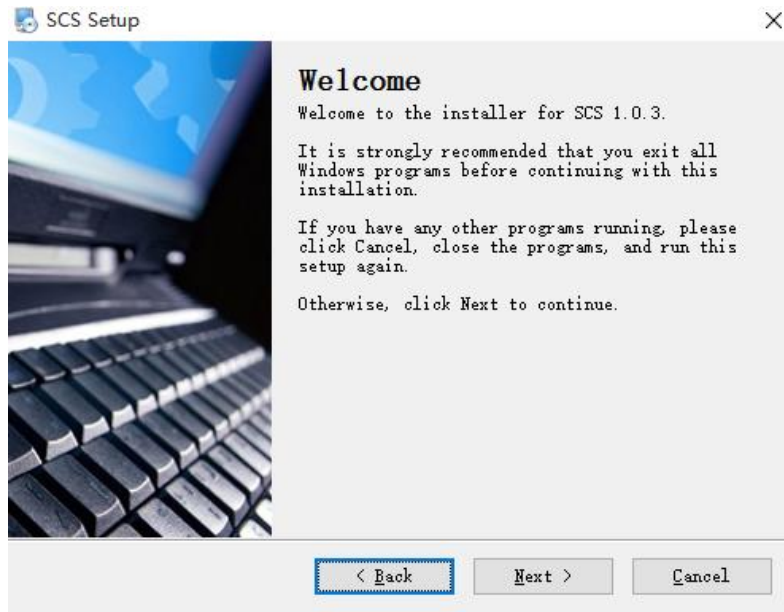 SCS Setup
Welcome
Welcome to the installer for SCS 1.0.3.
It is strongly recommended that you exit all
Windows programs before continuing with this
installation.
If you have any other programs running, please
click Cancel, close the programs, and run this
setup again.
Otherwise, click Next to continue.
< Back Next > Cancel